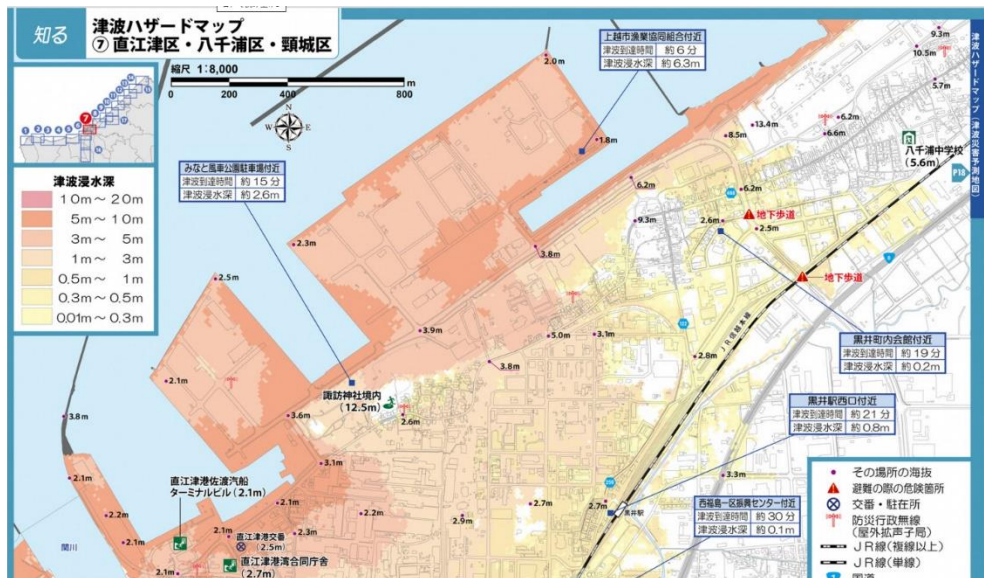 知る
津波ハザードマップ
⑦ 直江津区・八千浦区・頸城区
縮尺 1:8,000
0 200 400 800 m
N
W E
S
津波浸水深
10m～20m
5m～10m
3m～ 5m
1m～ 3m
0.5m～ 1m
0.3m～0.5m
0.01m～0.3m
上越市漁業協同組合付近
津波到達時間 約6分
津波浸水深 約6.3m
みなと風車公園駐車場付近
津波到達時間 約15分
津波浸水深 約2.6m
2.0m
1.8m
9.3m
10.5m
5.7m
13.4m
8.5m
6.2m
6.6m
八千浦中学校
(5.6m)
P18
津波ハザードマップ(津波災害予測地図)
6.2m
6.2m
9.3m
2.6m
地下歩道
2.5m
地下歩道
2.3m
3.8m
2.5m
JR信越本線
3.9m
5.0m
3.1m
2.8m
3.8m
黒井町内会館付近
津波到達時間 約19分
津波浸水深 約0.2m
2.1m
諏訪神社境内
(12.5m)
2.6m
3.8m
3.6m
黒井駅西口付近
津波到達時間 約21分
津波浸水深 約0.8m
3.1m
3.3m
2.1m
直江津港佐渡汽船
ターミナルビル(2.1m)
2.1m
2.7m
2.7m
黒井駅
西福島一区振興センター付近
津波到達時間 約30分
津波浸水深 約0.1m
2.2m
2.2m
2.9m
関川
2.1m
2.1m
直江津港交番
(2.5m)
2.3m
直江津港湾合同庁舎
(2.7m)
2.1m
その場所の海抜
避難の際の危険箇所
交番・駐在所
防災行政無線
(屋外拡声子局)
JR線(複線以上)
JR線(単線)
国道